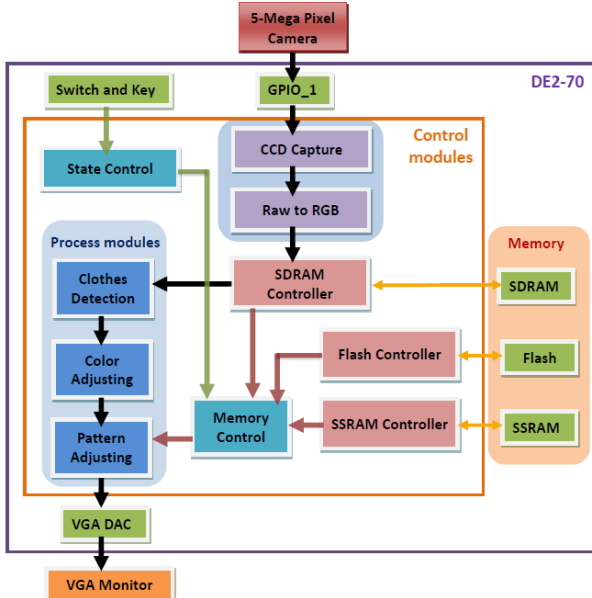 5-Mega Pixel
Camera
DE2-70
Switch and Key
GPIO_1
Control
modules
CCD Capture
State Control
Raw to RGB
Process modules
Memory
Clothes
Detection
SDRAM
Controller
SDRAM
Color
Adjusting
Flash Controller
Flash
Memory
Control
SSRAM Controller
SSRAM
Pattern
Adjusting
VGA DAC
VGA Monitor